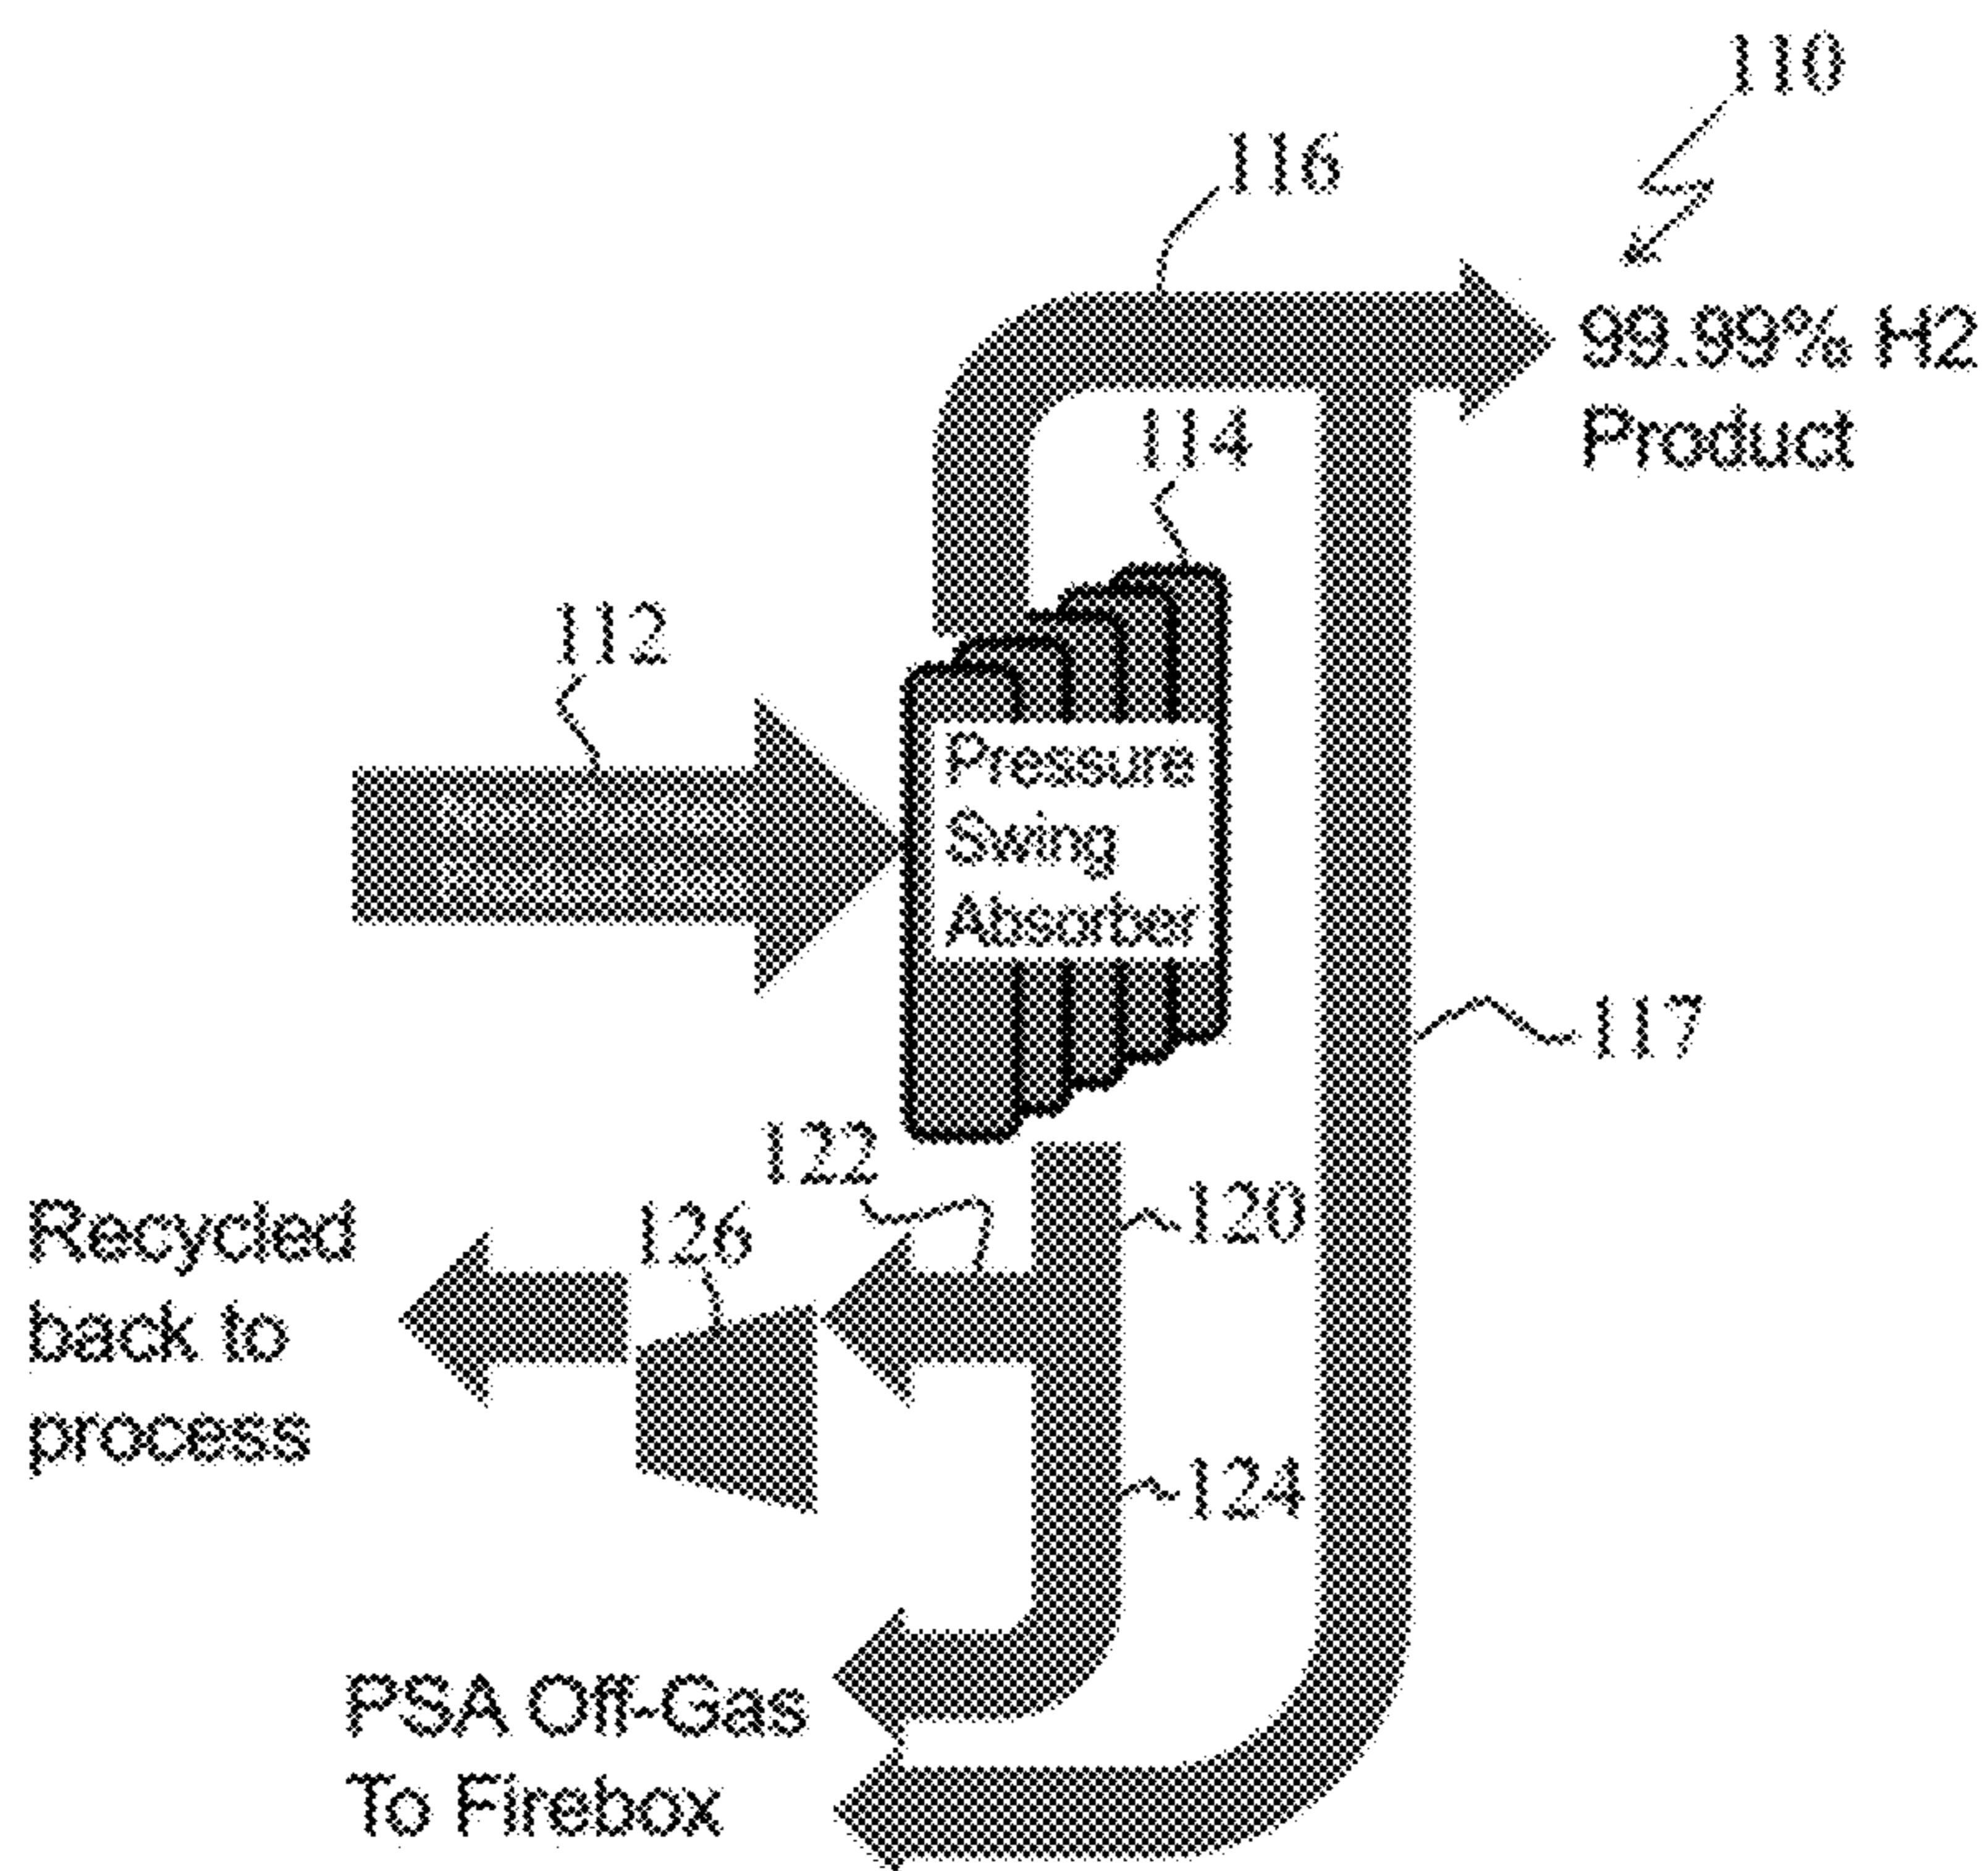 110
116
99.99% H2
Product
114
112
Pressure
Swing
Absorber
117
122
120
126
Recycled
back to
process
124
PSA Off-Gas
To Firebox